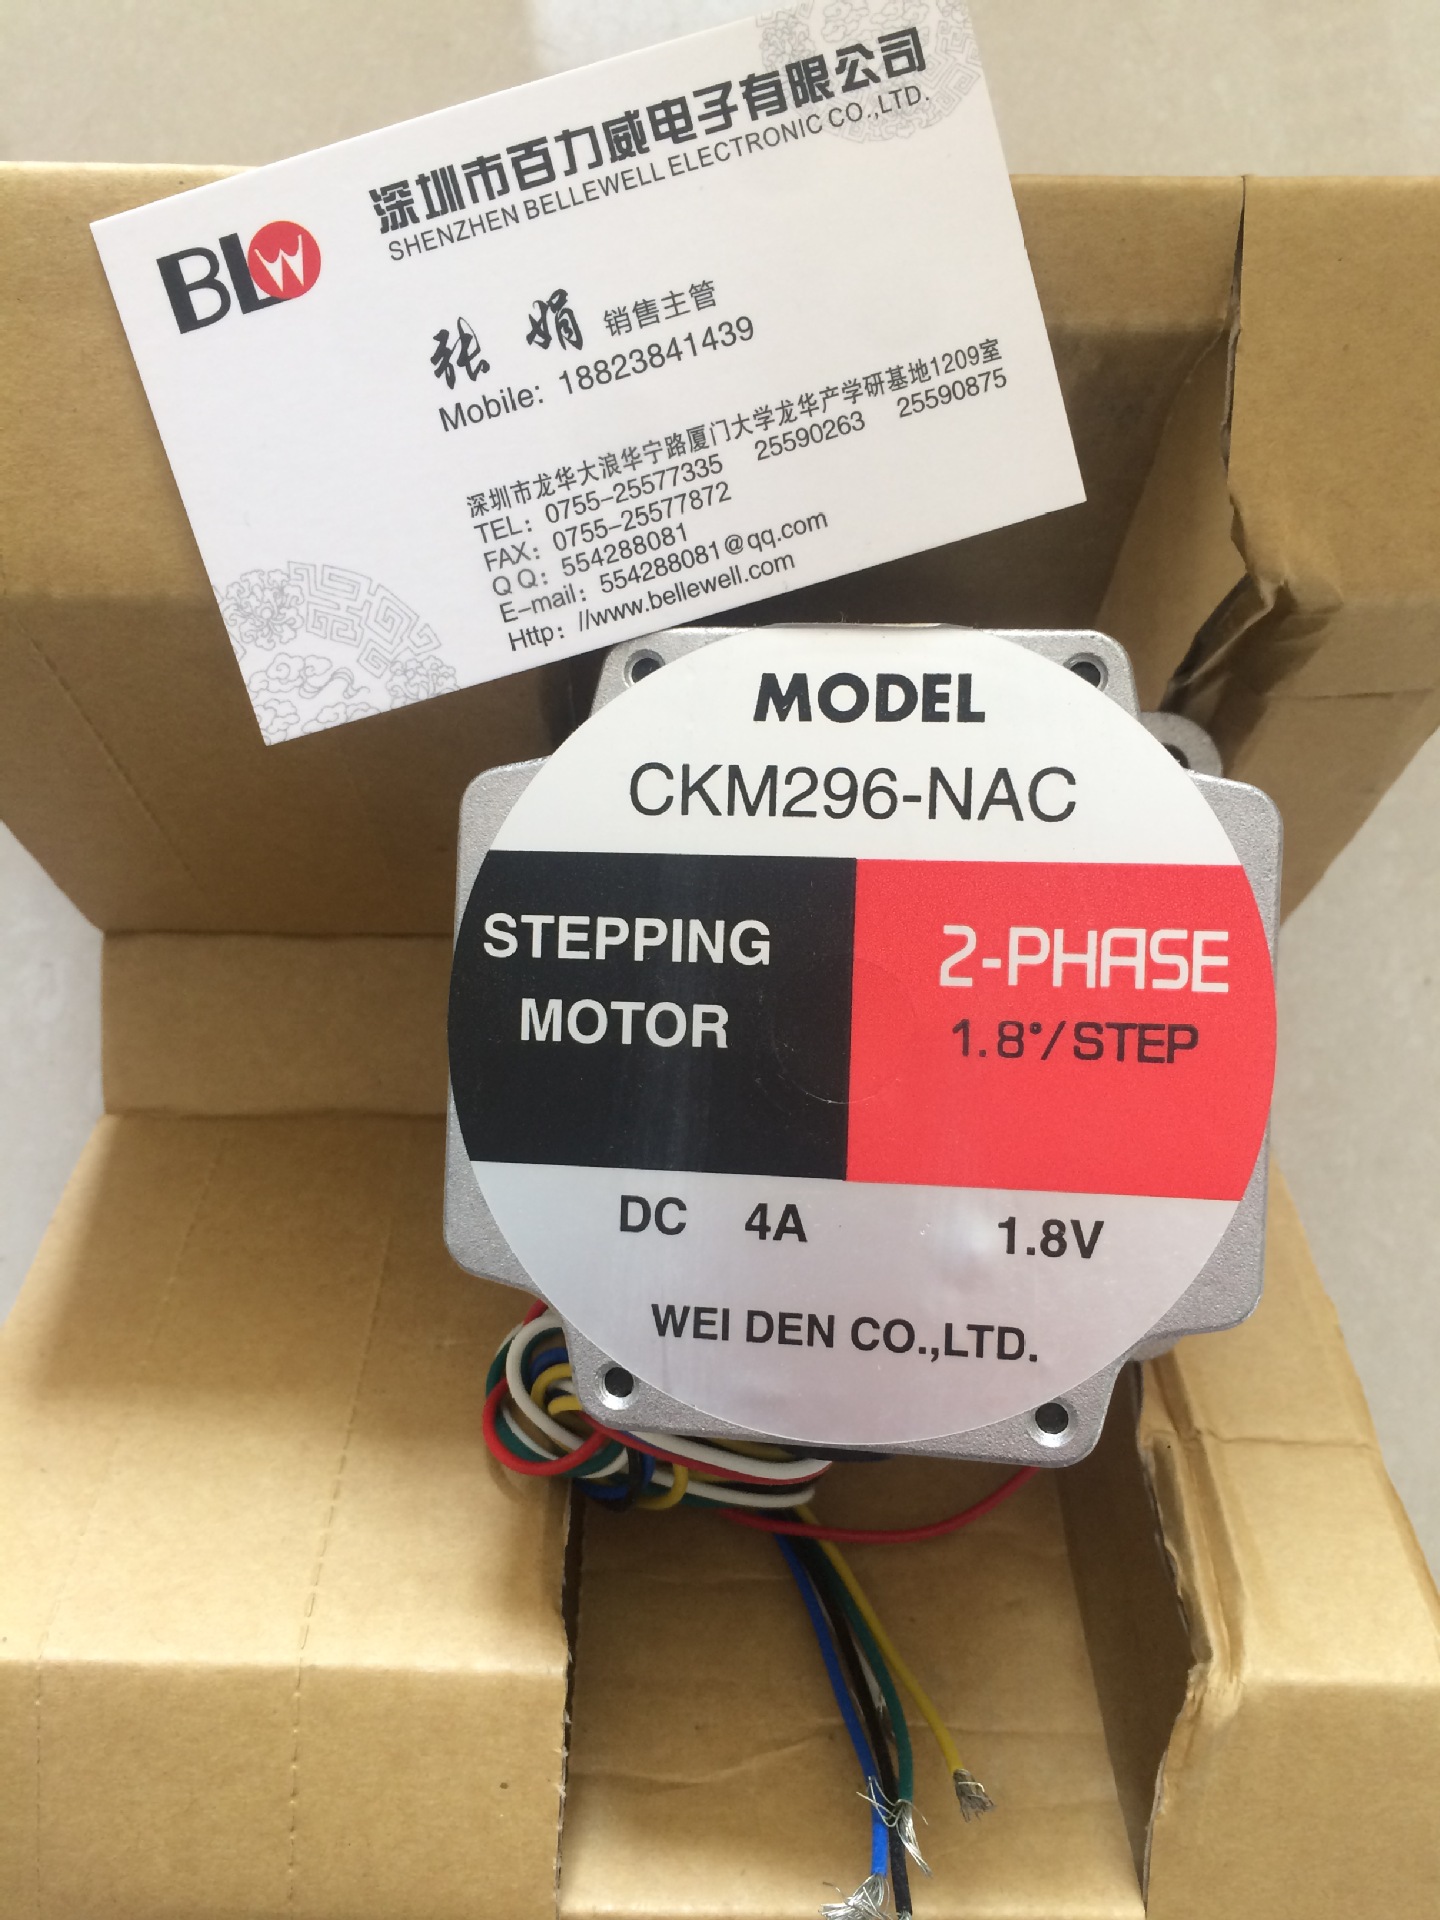 深圳市百力威电子有限公司
SHENZHEN BELLEWELL ELECTRONIC CO.,LTD.
BLW
张 娟 销售主管
Mobile: 18823841439
深圳市龙华大浪华宁路厦门大学龙华产学研基地1209室
TEL: 0755-25577335 25590263 25590875
FAX: 0755-25577872
QQ: 554288081
E-mail: 554288081@qq.com
Http: //www.bellewell.com
MODEL
CKM296-NAC
STEPPING
MOTOR
2-PHASE
1.8°/STEP
DC 4A 1.8V
WEI DEN CO.,LTD.